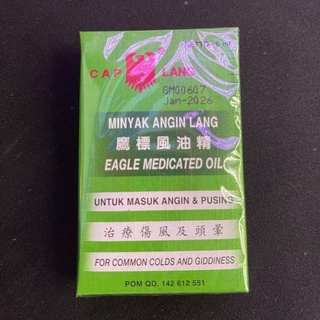 CAP LANG
GM00607
Jan-2026
MINYAK ANGIN LANG
鷹標風油精
EAGLE MEDICATED OIL
UNTUK MASUK ANGIN & PUSING
治療傷風及頭暈
FOR COMMON COLDS AND GIDDINESS
POM QD. 142 612 551